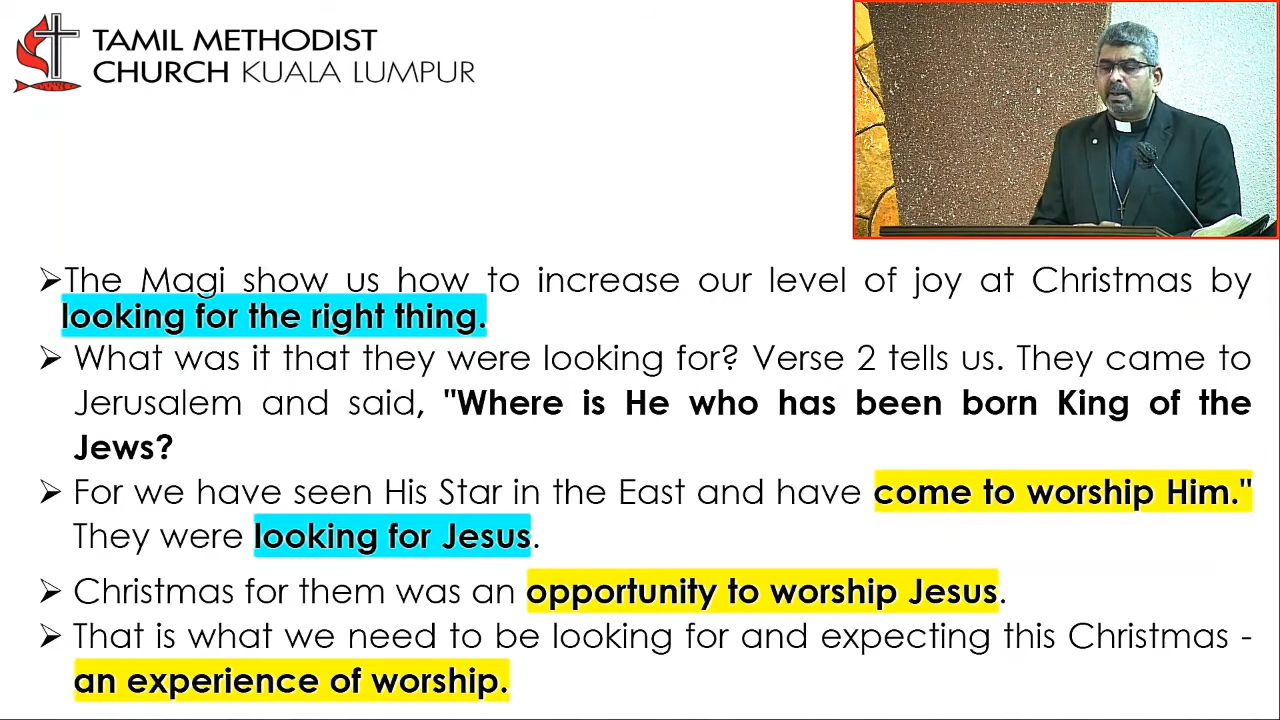 TAMIL METHODIST
CHURCH KUALA LUMPUR
➢The Magi show us how to increase our level of joy at Christmas by
looking for the right thing.
➢ What was it that they were looking for? Verse 2 tells us. They came to
Jerusalem and said, "Where is He who has been born King of the
Jews?
➢ For we have seen His Star in the East and have come to worship Him."
They were looking for Jesus.
➢ Christmas for them was an opportunity to worship Jesus.
➢ That is what we need to be looking for and expecting this Christmas -
an experience of worship.